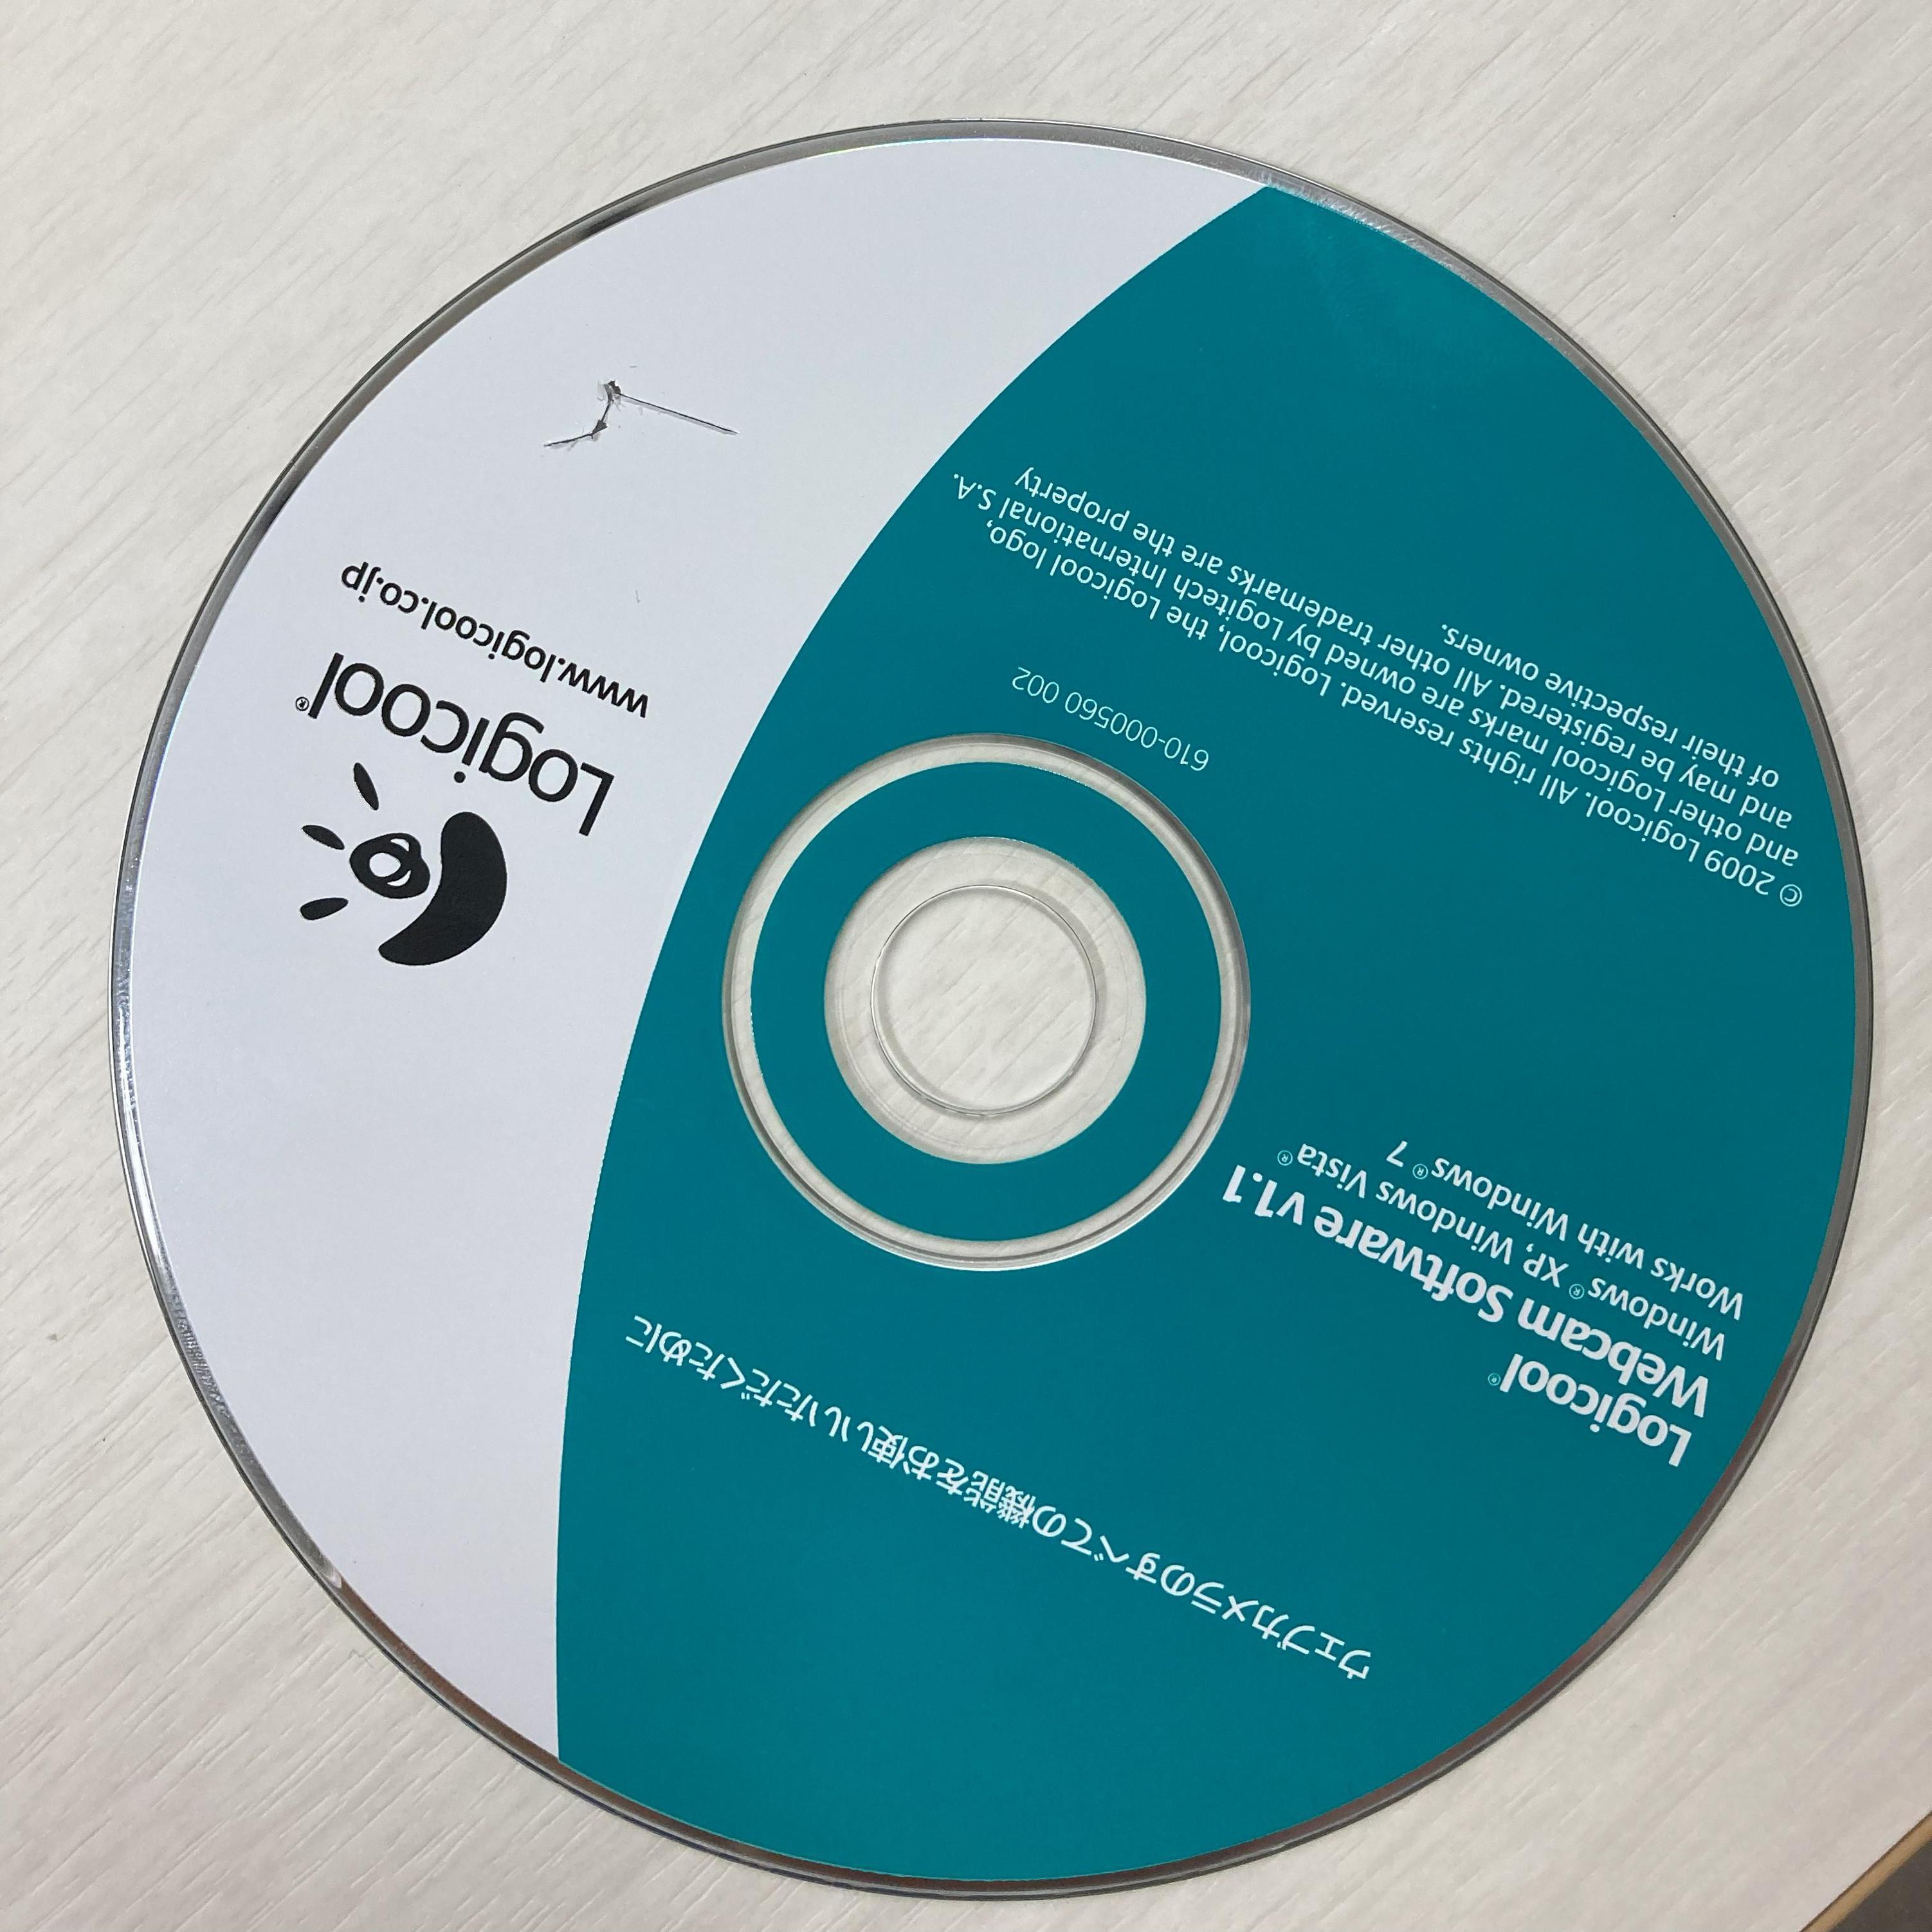 ウェブカメラのすべての機能をお使いいただくために
Logicool®
Webcam Software v1.1
Windows® XP, Windows Vista®
Works with Windows® 7
610-000560 002
© 2009 Logicool. All rights reserved. Logicool, the Logicool logo,
and other Logicool marks are owned by Logitech International S.A.
and may be registered. All other trademarks are the property
of their respective owners.
Logicool®
www.logicool.co.jp